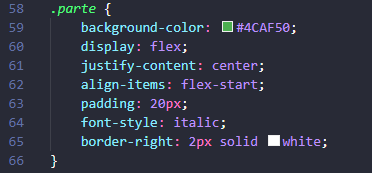 58 .parte {
59 background-color: #4CAF50;
60 display: flex;
61 justify-content: center;
62 align-items: flex-start;
63 padding: 20px;
64 font-style: italic;
65 border-right: 2px solid white;
66 }